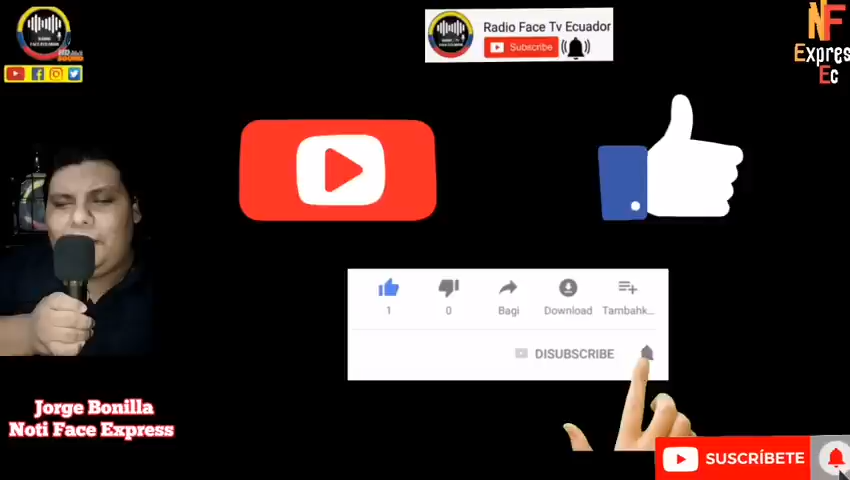 Radio Face Tv Ecuador
Subscribe
NF
Expres
Ec
1
0
Bagi
Download
Tambahk...
DISUBSCRIBE
Jorge Bonilla
Noti Face Express
SUSCRÍBETE